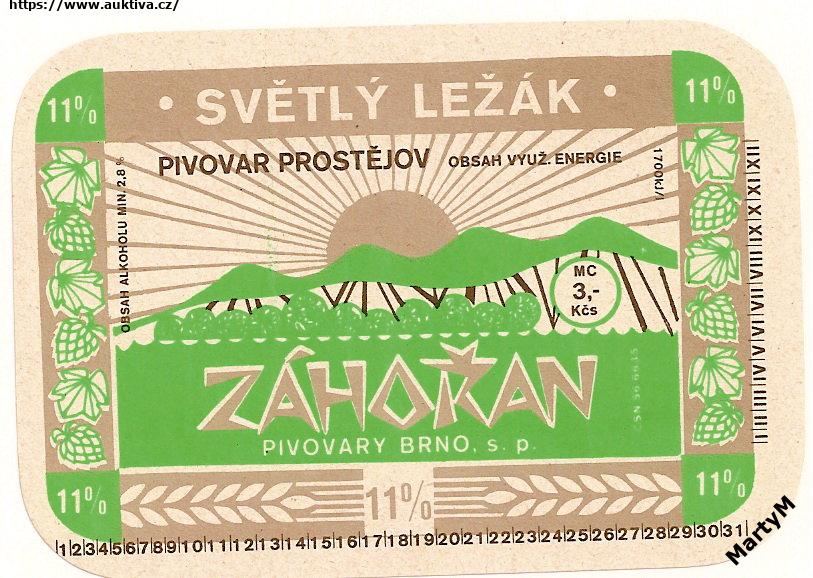 https://www.auktiva.cz/
11%
• SVĚTLÝ LEŽÁK •
11%
PIVOVAR PROSTĚJOV
OBSAH VYUŽ. ENERGIE
1700kJ/l
OBSAH ALKOHOLU MIN. 2,8 %
MC
3,-
Kčs
ZÁHOŘAN
ČSN 56 6635
PIVOVARY BRNO, s. p.
11%
11%
11%
I|II|III|IV|V|VI|VII|VIII|IX|X|XI|XII
|1|2|3|4|5|6|7|8|9|10|11|12|13|14|15|16|17|18|19|20|21|22|23|24|25|26|27|28|29|30|31|
MartyM